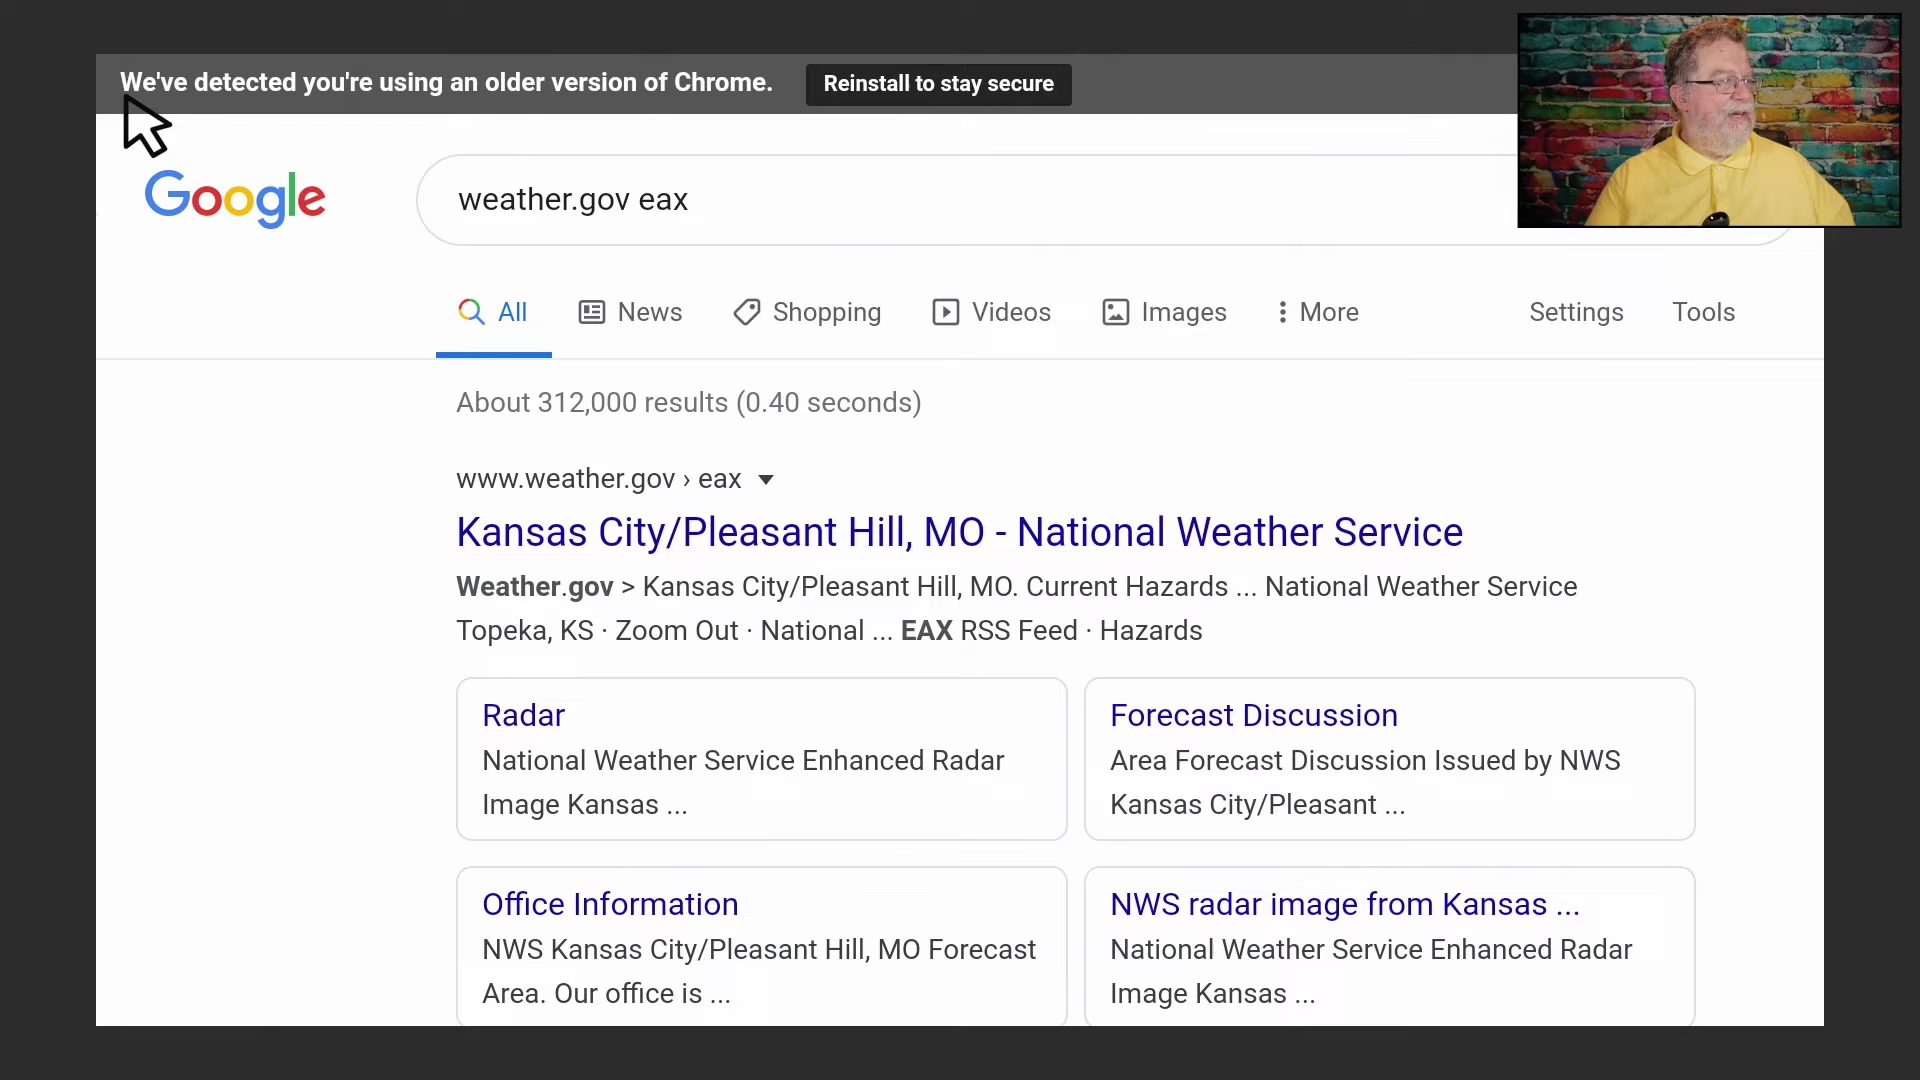 We've detected you're using an older version of Chrome. Reinstall to stay secure
Google
weather.gov eax
All News Shopping Videos Images More Settings Tools
About 312,000 results (0.40 seconds)
www.weather.gov › eax
Kansas City/Pleasant Hill, MO - National Weather Service
Weather.gov > Kansas City/Pleasant Hill, MO. Current Hazards ... National Weather Service
Topeka, KS · Zoom Out · National ... EAX RSS Feed · Hazards
Radar
National Weather Service Enhanced Radar
Image Kansas ...
Forecast Discussion
Area Forecast Discussion Issued by NWS
Kansas City/Pleasant ...
Office Information
NWS Kansas City/Pleasant Hill, MO Forecast
Area. Our office is ...
NWS radar image from Kansas ...
National Weather Service Enhanced Radar
Image Kansas ...